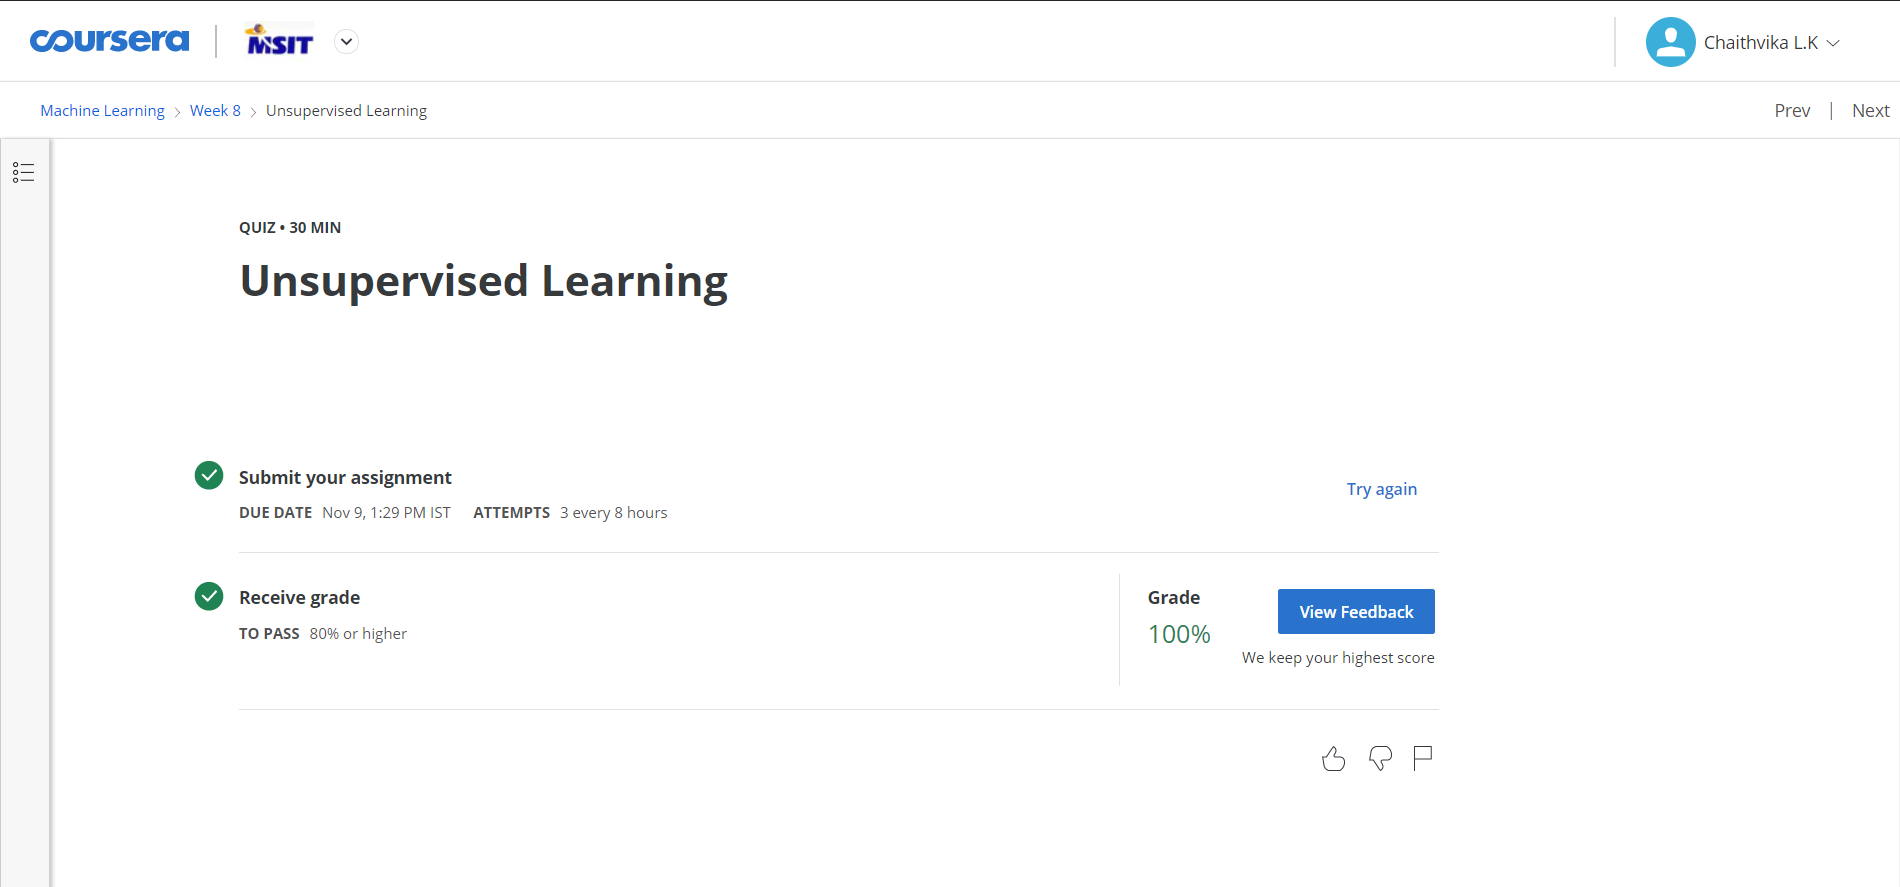 coursera
MSIT
Chaithvika L.K
Machine Learning > Week 8 > Unsupervised Learning
Prev | Next
QUIZ • 30 MIN
Unsupervised Learning
Submit your assignment
DUE DATE Nov 9, 1:29 PM IST ATTEMPTS 3 every 8 hours
Try again
Receive grade
TO PASS 80% or higher
Grade
100%
View Feedback
We keep your highest score